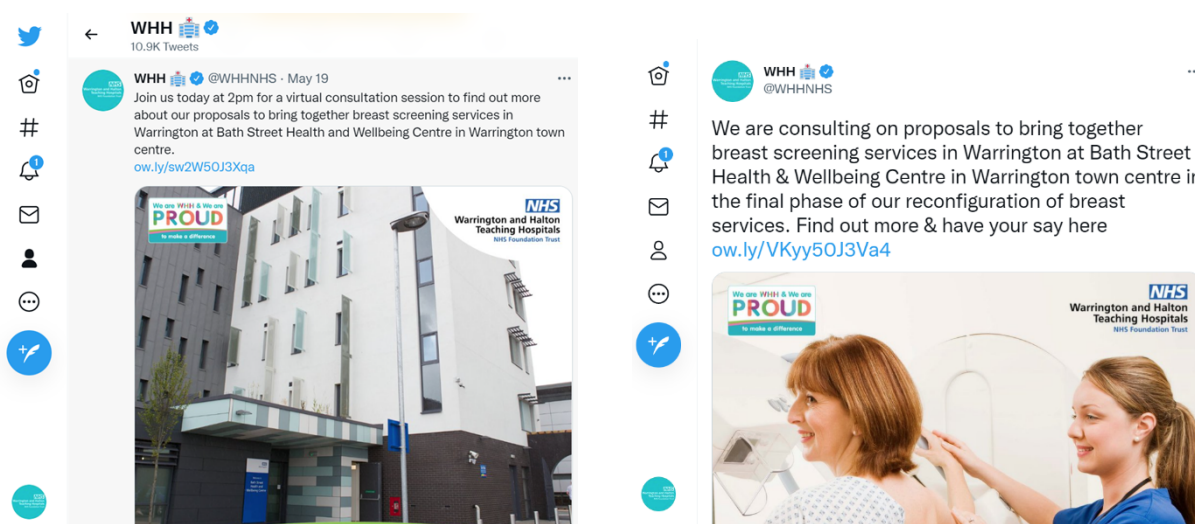 WHH
10.9K Tweets
WHH @WHHNHS · May 19
Join us today at 2pm for a virtual consultation session to find out more
about our proposals to bring together breast screening services in
Warrington at Bath Street Health and Wellbeing Centre in Warrington town
centre.
ow.ly/sw2W50J3Xqa
We are WHH & We are
PROUD
to make a difference
NHS
Warrington and Halton
Teaching Hospitals
NHS Foundation Trust
1
WHH
@WHHNHS
We are consulting on proposals to bring together
breast screening services in Warrington at Bath Street
Health & Wellbeing Centre in Warrington town centre in
the final phase of our reconfiguration of breast
services. Find out more & have your say here
ow.ly/VKyy50J3Va4
We are WHH & We are
PROUD
to make a difference
NHS
Warrington and Halton
Teaching Hospitals
NHS Foundation Trust
1